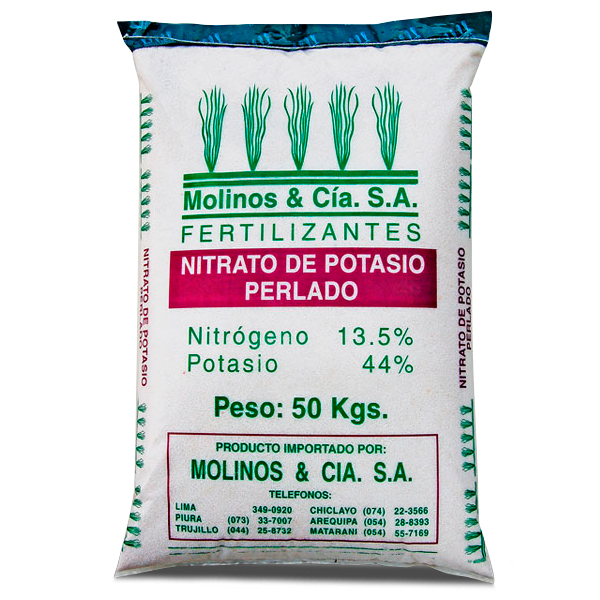 Molinos & Cía. S.A.
FERTILIZANTES
NITRATO DE POTASIO
PERLADO
Nitrógeno 13.5%
Potasio 44%
Peso: 50 Kgs.
PRODUCTO IMPORTADO POR:
MOLINOS & CIA. S.A.
TELEFONOS:
LIMA 349-0920 CHICLAYO (074) 22-3566
PIURA (073) 33-7007 AREQUIPA (054) 28-8393
TRUJILLO (044) 25-8732 MATARANI (054) 55-7169
NITRATO DE POTASIO
PERLADO
NITRATO DE POTASIO
PERLADO